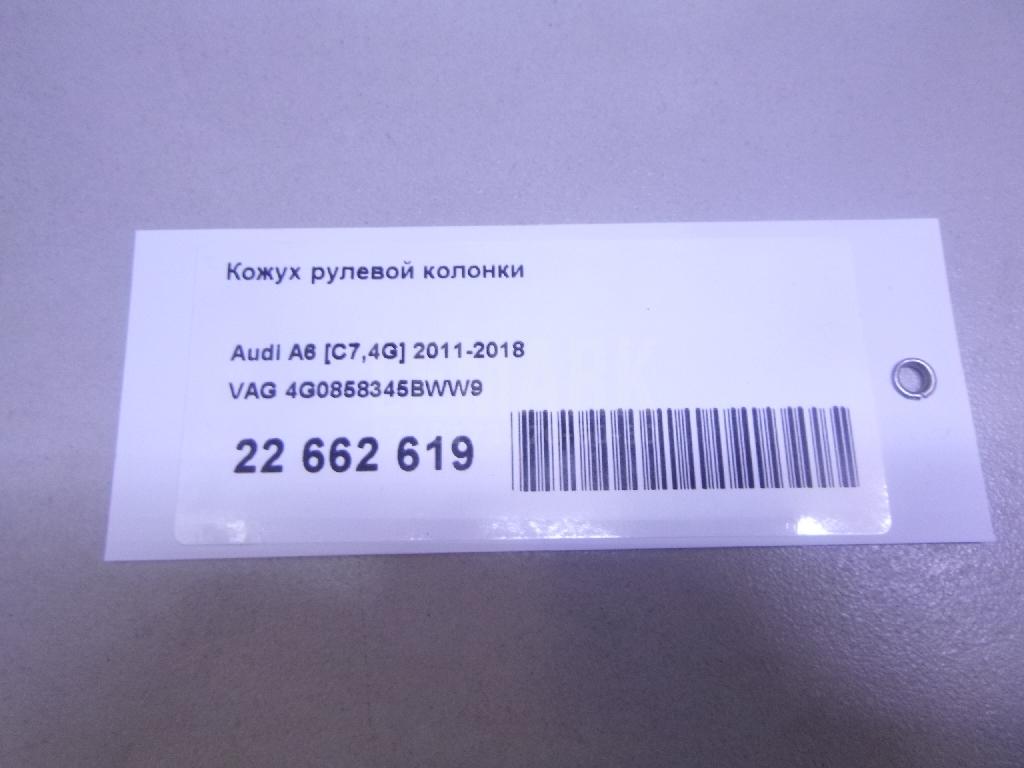 Кожух рулевой колонки
Audi A6 [C7,4G] 2011-2018
VAG 4G0858345BWW9
22 662 619